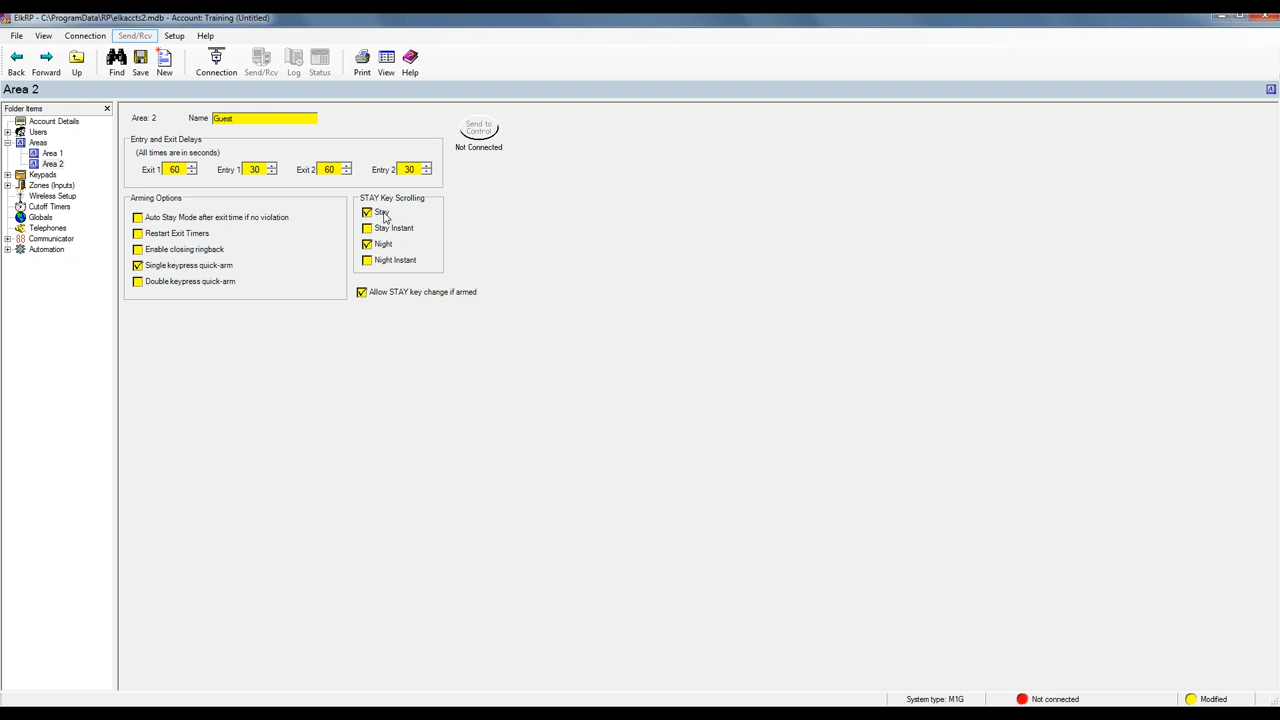 ElkRP - C:\ProgramData\RP\elkaccts2.mdb - Account: Training (Untitled)
File View Connection Send/Rcv Setup Help
Back Forward Up Find Save New Connection Send/Rcv Log Status Print View Help
Area 2
Folder Items
Account Details
Users
Areas
Area 1
Area 2
Keypads
Zones (Inputs)
Wireless Setup
Cutoff Timers
Globals
Telephones
Communicator
Automation
Area: 2 Name Guest
Entry and Exit Delays
(All times are in seconds)
Exit 1 60 Entry 1 30 Exit 2 60 Entry 2 30
Send to Control
Not Connected
Arming Options
Auto Stay Mode after exit time if no violation
Restart Exit Timers
Enable closing ringback
Single keypress quick-arm
Double keypress quick-arm
STAY Key Scrolling
Stay
Stay Instant
Night
Night Instant
Allow STAY key change if armed
System type: M1G Not connected Modified